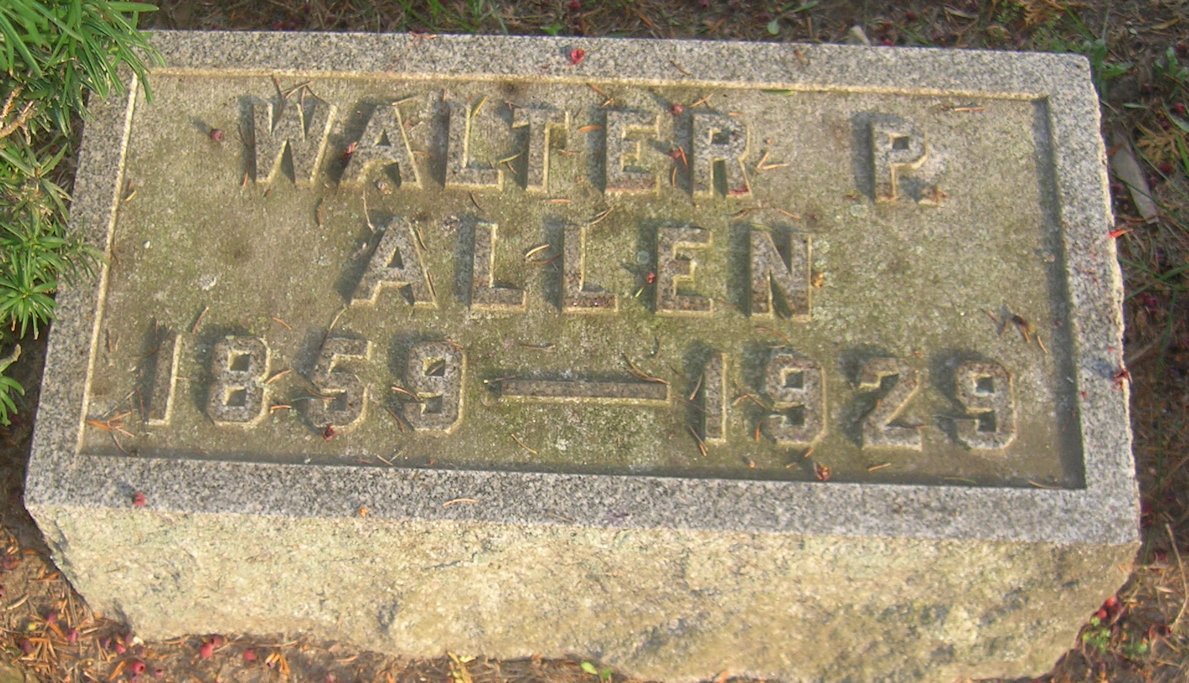 WALTER P.
ALLEN
1859 — 1929